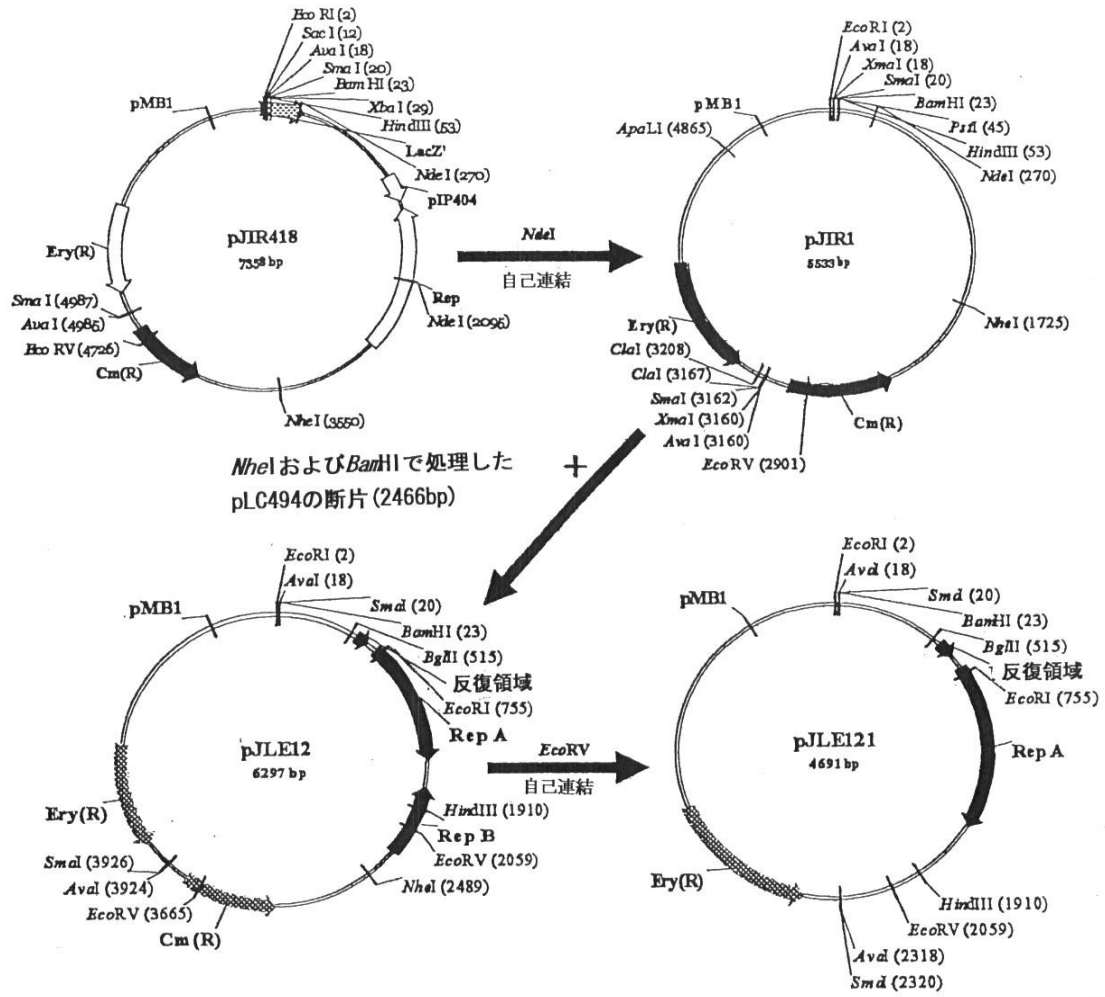 EcoRI (2)
SacI (12)
AvaI (18)
SmaI (20)
BamHI (23)
XbaI (29)
HindIII (53)
LacZ'
NdeI (270)
pIP404
pMB1
Ery(R)
pJIR418
7358 bp
SmaI (4987)
AvaI (4985)
EcoRV (4726)
Cm(R)
Rep
NdeI (2095)
NheI (3550)
NdeI
自己連結
EcoRI (2)
AvaI (18)
XmaI (18)
SmaI (20)
BamHI (23)
PstI (45)
HindIII (53)
NdeI (270)
pMB1
ApaLI (4865)
pJIR1
5533 bp
NheI (1725)
Ery(R)
ClaI (3208)
ClaI (3167)
SmaI (3162)
XmaI (3160)
AvaI (3160)
EcoRV (2901)
Cm(R)
NheIおよびBamHIで処理した
pLC494の断片(2466bp)
+
EcoRI (2)
AvaI (18)
SmaI (20)
BamHI (23)
BglII (515)
反復領域
EcoRI (755)
Rep A
pMB1
pJLE12
6297 bp
HindIII (1910)
Rep B
EcoRV (2059)
NheI (2489)
Ery(R)
SmaI (3926)
AvaI (3924)
EcoRV (3665)
Cm(R)
EcoRV
自己連結
EcoRI (2)
AvaI (18)
SmaI (20)
BamHI (23)
BglII (515)
反復領域
EcoRI (755)
Rep A
pMB1
pJLE121
4691 bp
Ery(R)
HindIII (1910)
EcoRV (2059)
AvaI (2318)
SmaI (2320)